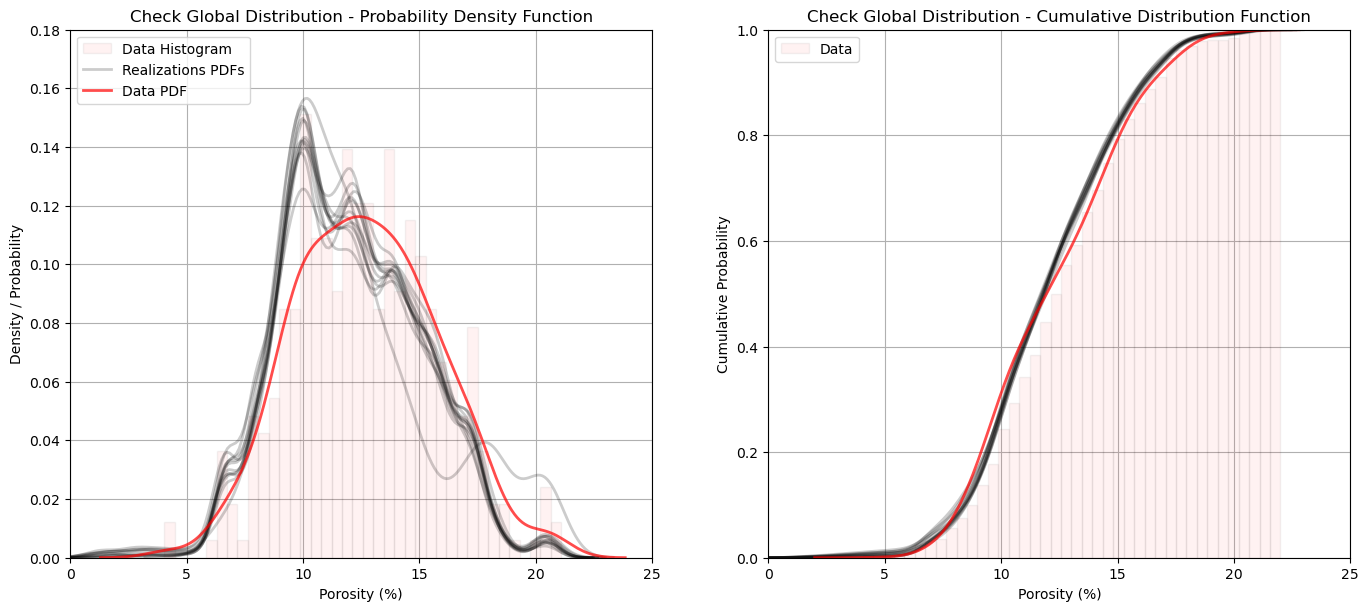 Check Global Distribution - Probability Density Function
Data Histogram
Realizations PDFs
Data PDF
Density / Probability
0.18
0.16
0.14
0.12
0.10
0.08
0.06
0.04
0.02
0.00
0 5 10 15 20 25
Porosity (%)
Check Global Distribution - Cumulative Distribution Function
Data
Cumulative Probability
1.0
0.8
0.6
0.4
0.2
0.0
0 5 10 15 20 25
Porosity (%)